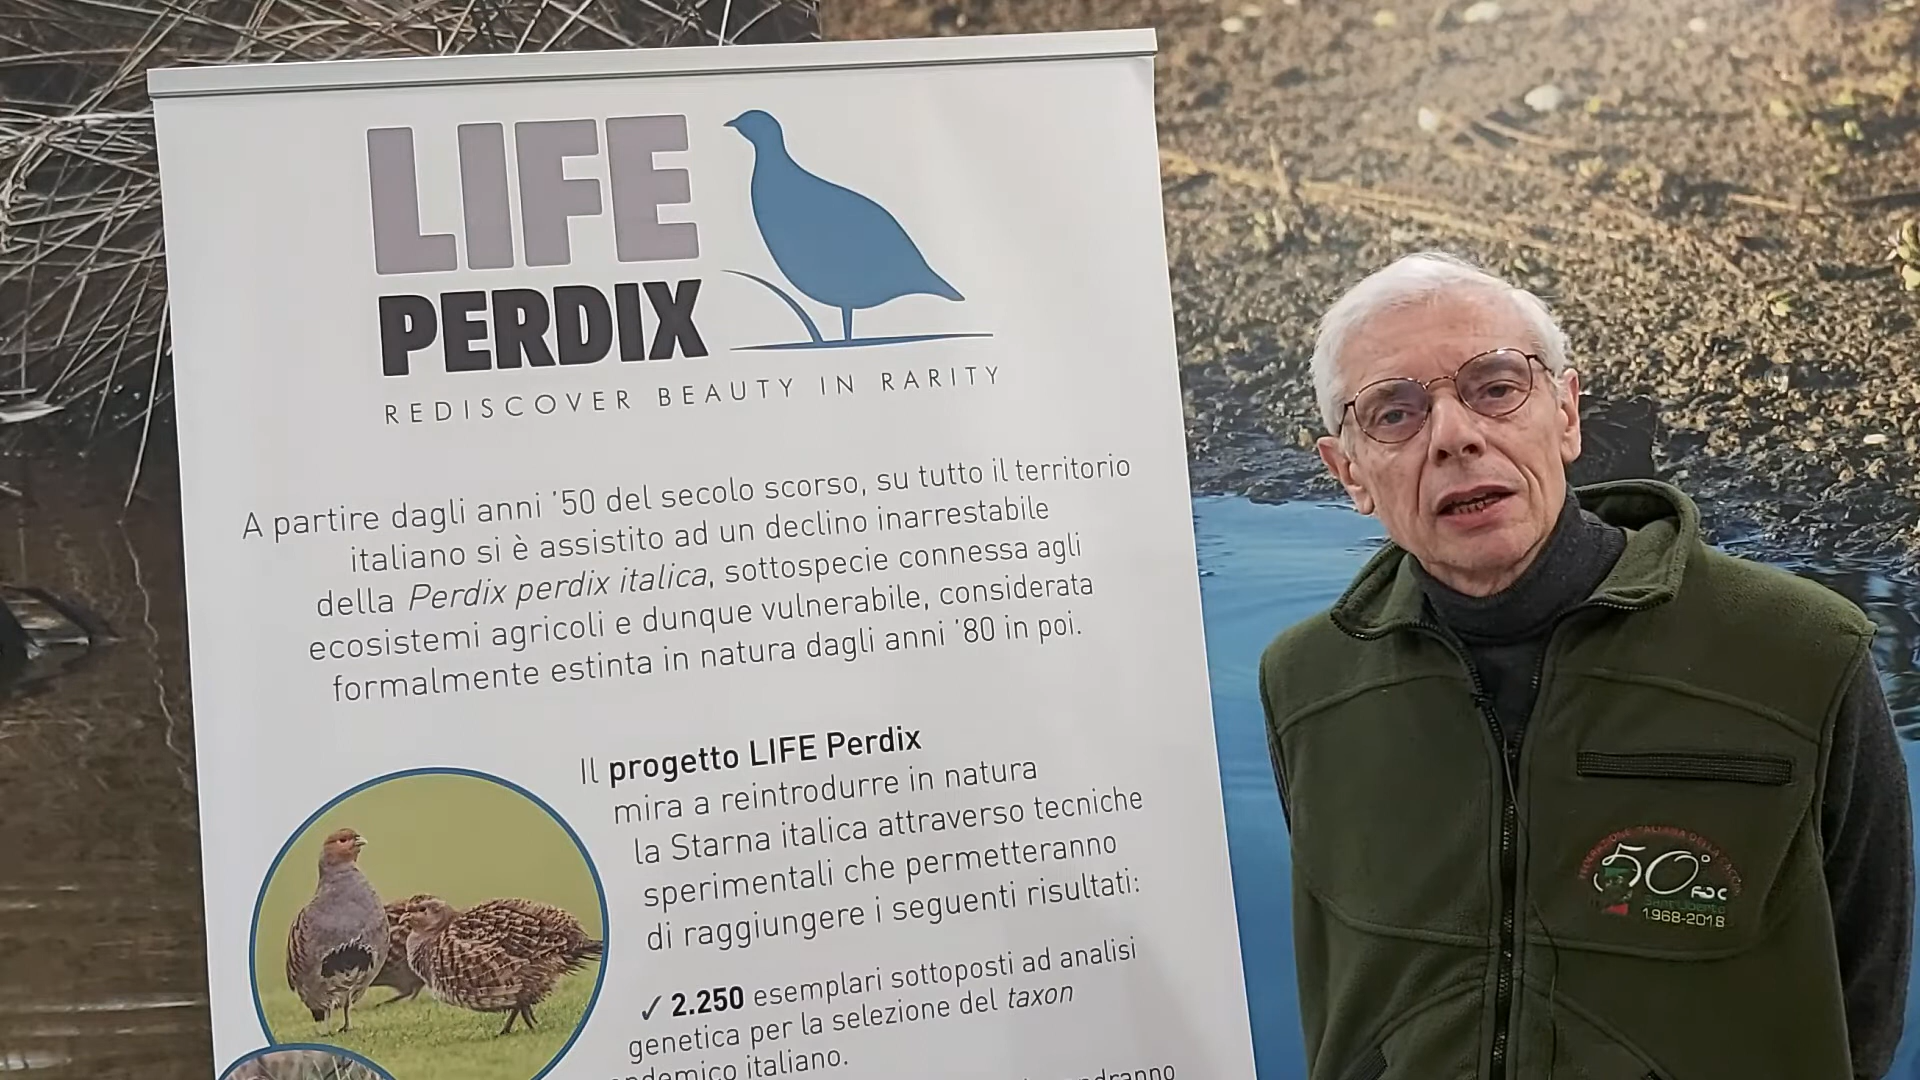 LIFE
PERDIX
REDISCOVER BEAUTY IN RARITY
A partire dagli anni '50 del secolo scorso, su tutto il territorio
italiano si è assistito ad un declino inarrestabile
della Perdix perdix italica, sottospecie connessa agli
ecosistemi agricoli e dunque vulnerabile, considerata
formalmente estinta in natura dagli anni '80 in poi.
Il progetto LIFE Perdix
mira a reintrodurre in natura
la Starna italica attraverso tecniche
sperimentali che permetteranno
di raggiungere i seguenti risultati:
✓ 2.250 esemplari sottoposti ad analisi
genetica per la selezione del taxon
italiano.
50°
1968-2018